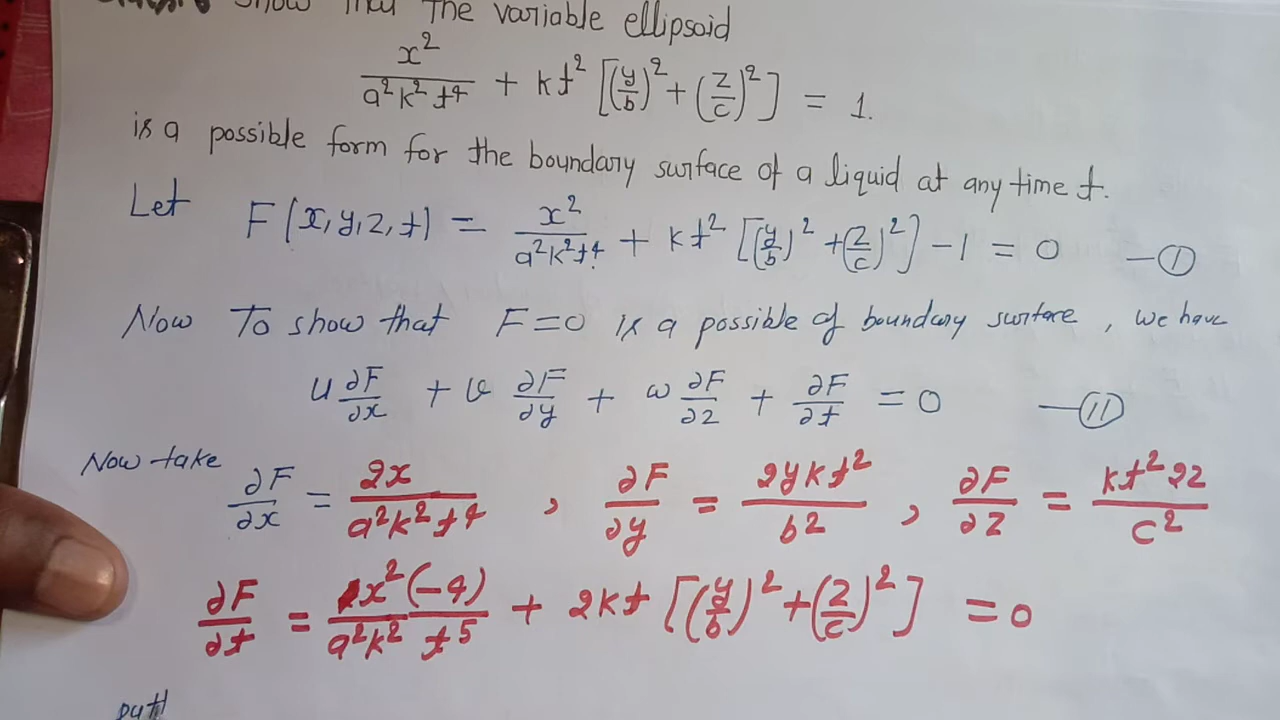 show that the variable ellipsoid
x² / a²k²t⁴ + kt² [(y/b)² + (z/c)²] = 1.
is a possible form for the boundary surface of a liquid at any time t.
Let F(x,y,z,t) = x² / a²k²t⁴ + kt² [(y/b)² + (z/c)²] - 1 = 0 —Ⓘ
Now To show that F=0 is a possible of boundary surface, we have
u ∂F/∂x + v ∂F/∂y + w ∂F/∂z + ∂F/∂t = 0 —(II)
Now take
∂F/∂x = 2x / a²k²t⁴ , ∂F/∂y = 2ykt² / b² , ∂F/∂z = kt²2z / c²
∂F/∂t = x²(-4) / a²k² t⁵ + 2kt [(y/b)² + (z/c)²] = 0
put